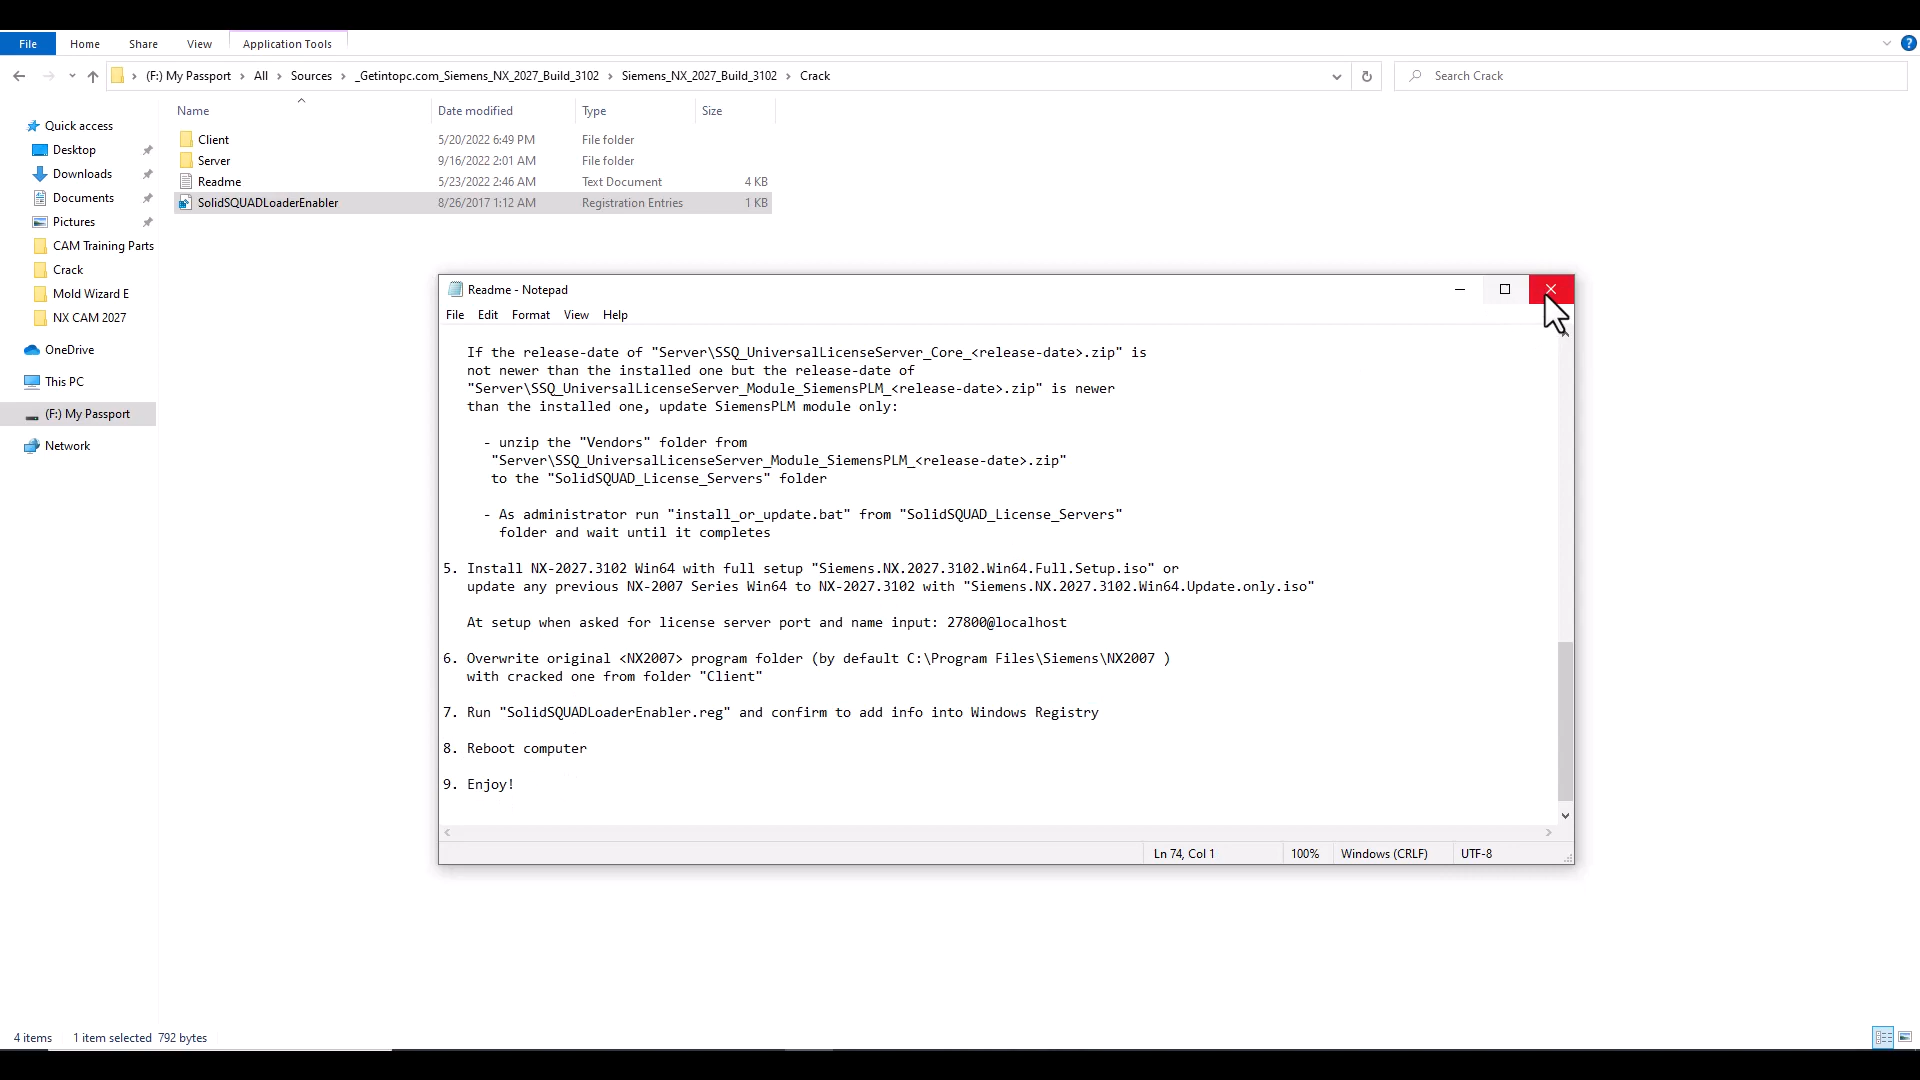 File
Home
Share
View
Application Tools
(F:) My Passport
All
Sources
_Getintopc.com_Siemens_NX_2027_Build_3102
Siemens_NX_2027_Build_3102
Crack
Search Crack
Name
Date modified
Type
Size
Client
5/20/2022 6:49 PM
File folder
Server
9/16/2022 2:01 AM
File folder
Readme
5/23/2022 2:46 AM
Text Document
4 KB
SolidSQUADLoaderEnabler
8/26/2017 1:12 AM
Registration Entries
1 KB
Quick access
Desktop
Downloads
Documents
Pictures
CAM Training Parts
Crack
Mold Wizard E
NX CAM 2027
OneDrive
This PC
(F:) My Passport
Network
Readme - Notepad
File
Edit
Format
View
Help
If the release-date of "Server\SSQ_UniversalLicenseServer_Core_<release-date>.zip" is
not newer than the installed one but the release-date of
"Server\SSQ_UniversalLicenseServer_Module_SiemensPLM_<release-date>.zip" is newer
than the installed one, update SiemensPLM module only:
- unzip the "Vendors" folder from
"Server\SSQ_UniversalLicenseServer_Module_SiemensPLM_<release-date>.zip"
to the "SolidSQUAD_License_Servers" folder
- As administrator run "install_or_update.bat" from "SolidSQUAD_License_Servers"
folder and wait until it completes
5. Install NX-2027.3102 Win64 with full setup "Siemens.NX.2027.3102.Win64.Full.Setup.iso" or
update any previous NX-2007 Series Win64 to NX-2027.3102 with "Siemens.NX.2027.3102.Win64.Update.only.iso"
At setup when asked for license server port and name input: 27800@localhost
6. Overwrite original <NX2007> program folder (by default C:\Program Files\Siemens\NX2007 )
with cracked one from folder "Client"
7. Run "SolidSQUADLoaderEnabler.reg" and confirm to add info into Windows Registry
8. Reboot computer
9. Enjoy!
Ln 74, Col 1
100%
Windows (CRLF)
UTF-8
4 items
1 item selected 792 bytes